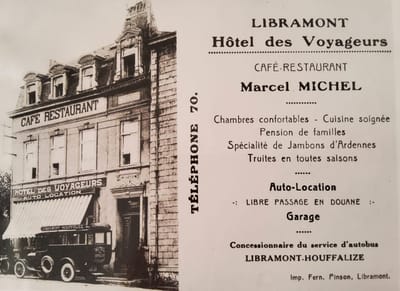 CAFÉ RESTAURANT
HOTEL DES VOYAGEURS
AUTO LOCATION
TÉLÉPHONE 70.
LIBRAMONT
Hôtel des Voyageurs
CAFÉ-RESTAURANT
Marcel MICHEL
Chambres confortables - Cuisine soignée
Pension de familles
Spécialité de Jambons d'Ardennes
Truites en toutes saisons
Auto-Location
-: LIBRE PASSAGE EN DOUANE :-
Garage
Concessionnaire du service d'autobus
LIBRAMONT-HOUFFALIZE
Imp. Fern. Pinson, Libramont.